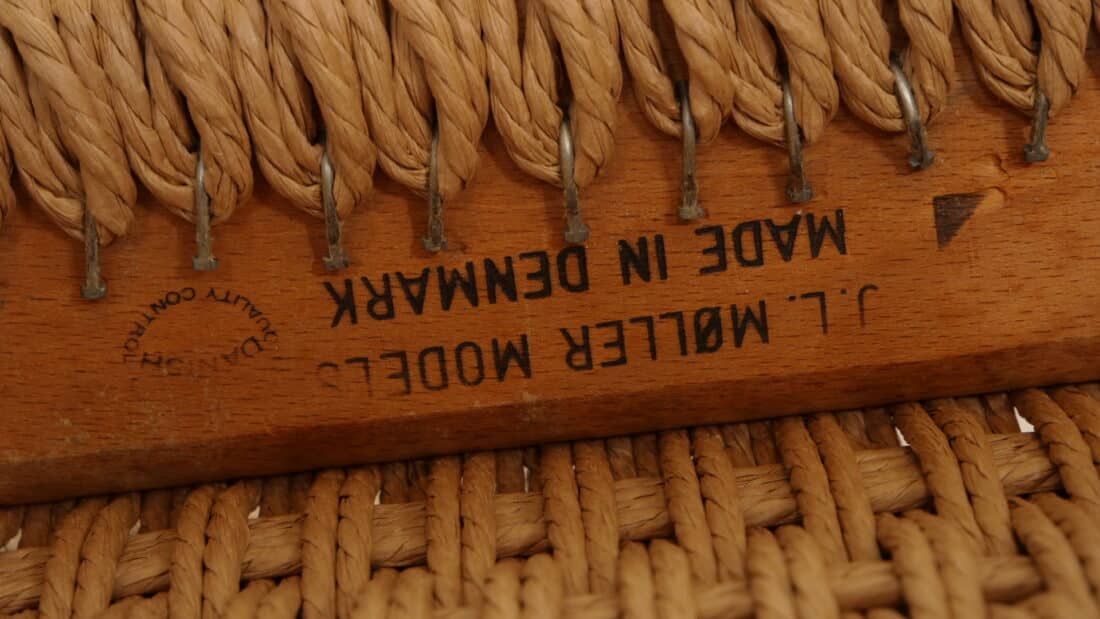 J.L. MØLLER MODELS
MADE IN DENMARK
DANISH
QUALITY CONTROL